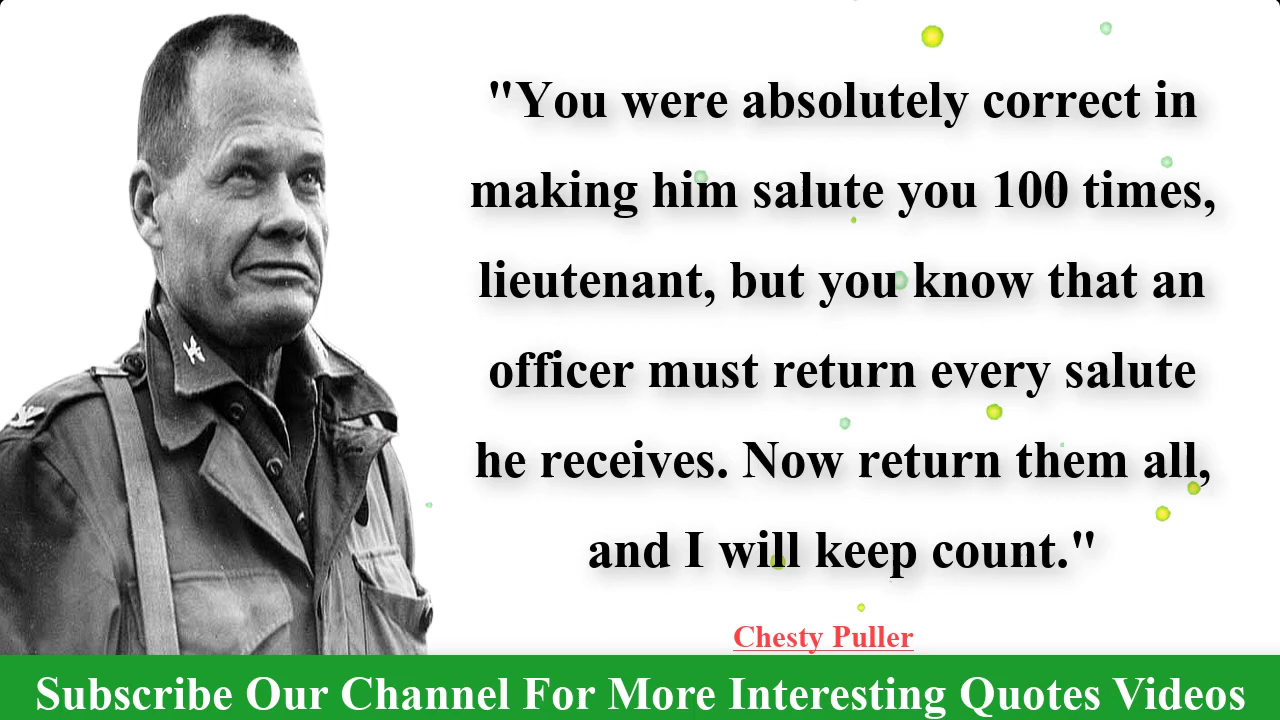 "You were absolutely correct in
making him salute you 100 times,
lieutenant, but you know that an
officer must return every salute
he receives. Now return them all,
and I will keep count."
Chesty Puller
Subscribe Our Channel For More Interesting Quotes Videos